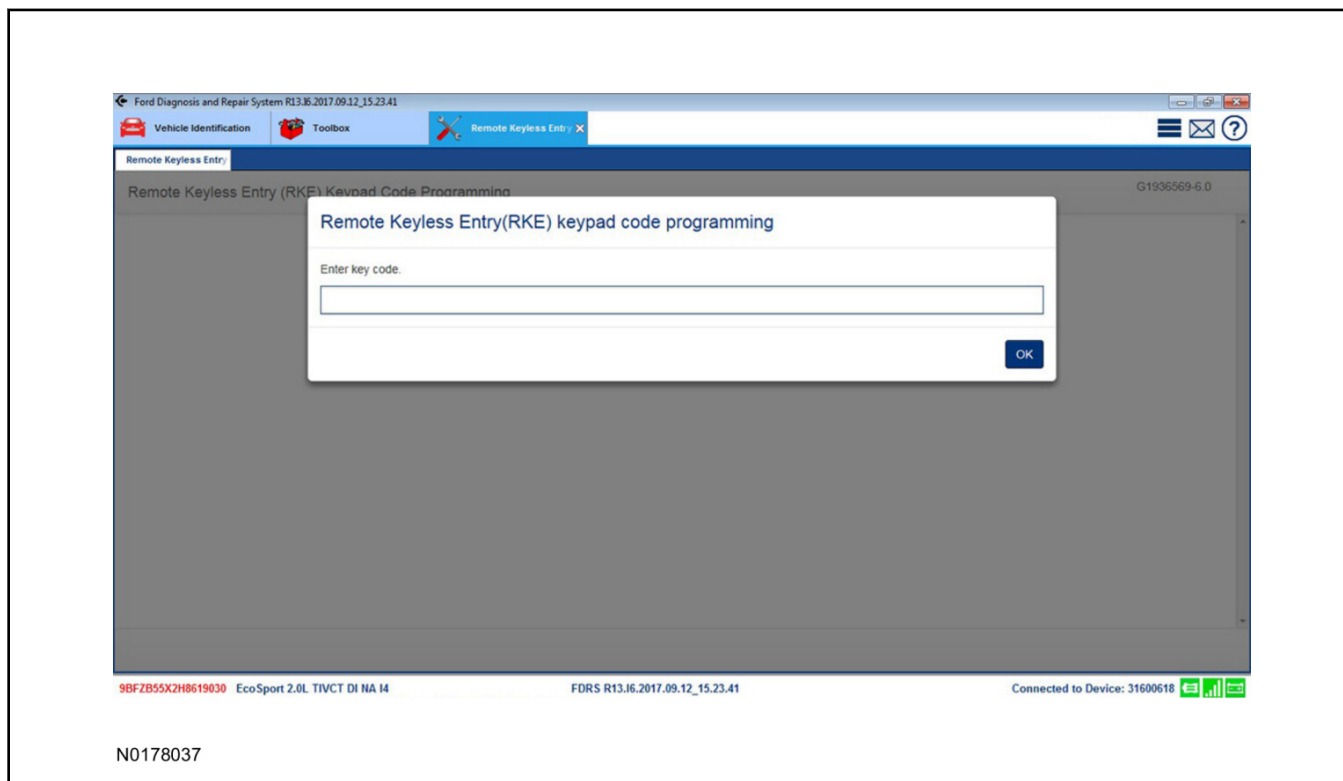 Ford Diagnosis and Repair System R13.I6.2017.09.12_15.23.41
Vehicle Identification Toolbox Remote Keyless Entry
Remote Keyless Entry
Remote Keyless Entry (RKE) Keypad Code Programming G1936569-6.0
Remote Keyless Entry(RKE) keypad code programming
Enter key code.
OK
9BFZB55X2H8619030 EcoSport 2.0L TIVCT DI NA I4 FDRS R13.I6.2017.09.12_15.23.41 Connected to Device: 31600618
N0178037